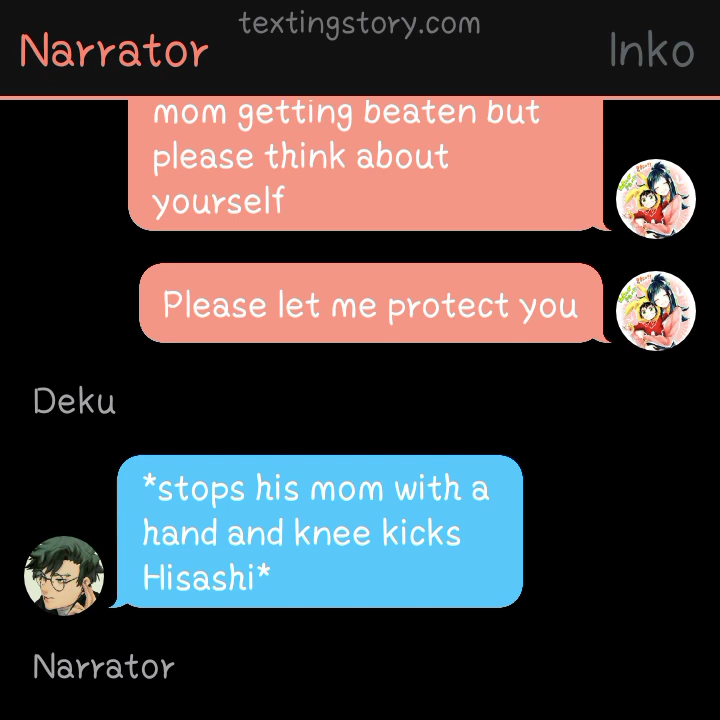 textingstory.com
Narrator
Inko
mom getting beaten but
please think about
yourself
Please let me protect you
Deku
*stops his mom with a
hand and knee kicks
Hisashi*
Narrator